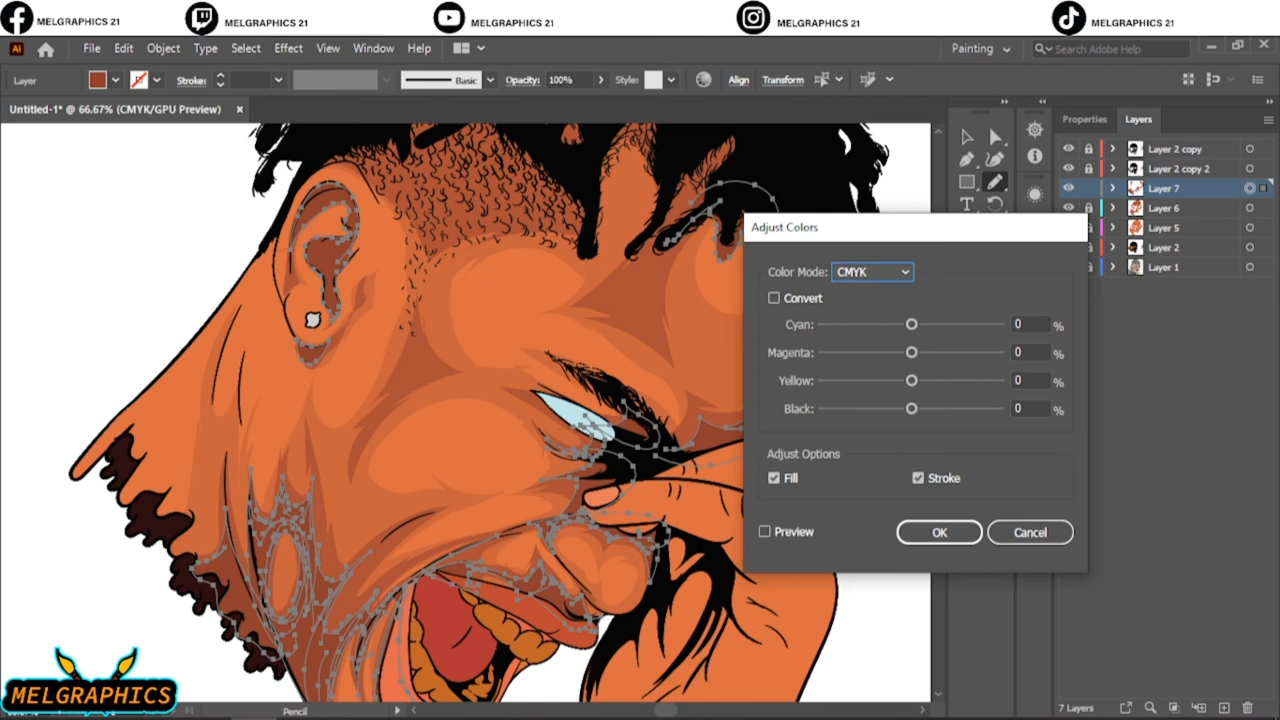 MELGRAPHICS 21
MELGRAPHICS 21
MELGRAPHICS 21
MELGRAPHICS 21
MELGRAPHICS 21
Ai File Edit Object Type Select Effect View Window Help Painting Search Adobe Help
Layer Stroke: Basic Opacity: 100% Style: Align Transform
Untitled-1* @ 66.67% (CMYK/GPU Preview)
Properties Layers
Layer 2 copy
Layer 2 copy 2
Layer 7
Layer 6
Layer 5
Layer 2
Layer 1
Adjust Colors
Color Mode: CMYK
Convert
Cyan: 0 %
Magenta: 0 %
Yellow: 0 %
Black: 0 %
Adjust Options
Fill Stroke
Preview OK Cancel
MELGRAPHICS
Pencil
7 Layers